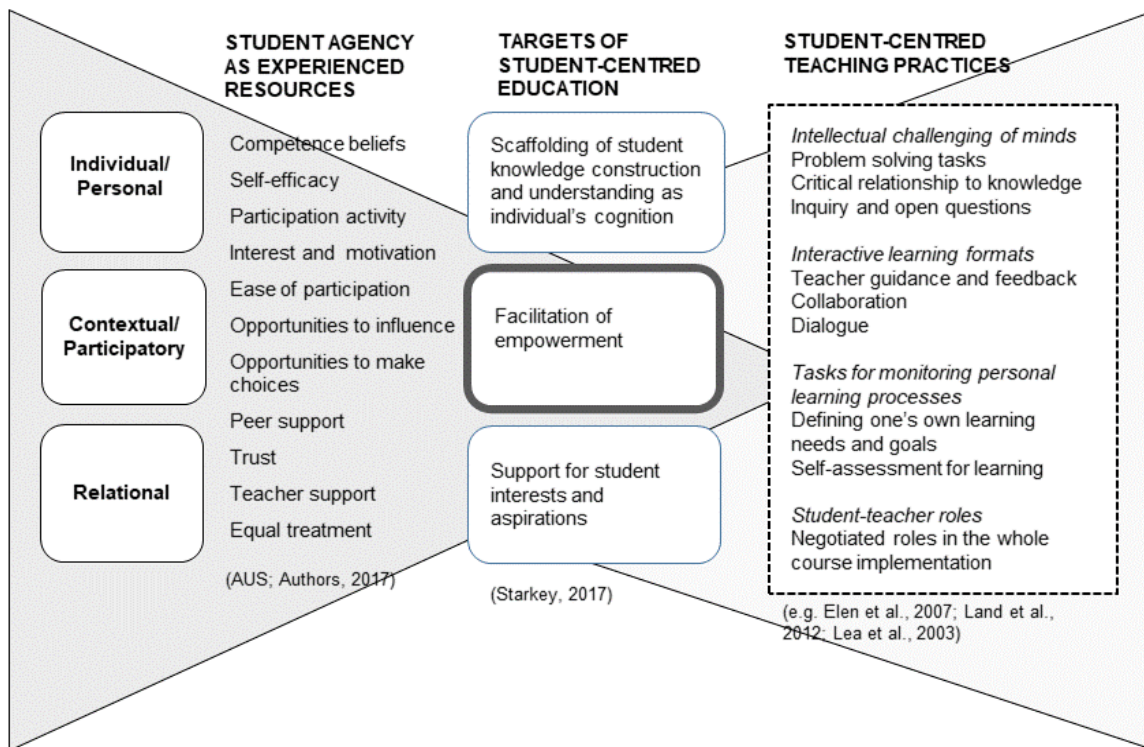 STUDENT AGENCY
AS EXPERIENCED
RESOURCES
TARGETS OF
STUDENT-CENTRED
EDUCATION
STUDENT-CENTRED
TEACHING PRACTICES
Individual/
Personal
Contextual/
Participatory
Relational
Competence beliefs
Self-efficacy
Participation activity
Interest and motivation
Ease of participation
Opportunities to influence
Opportunities to make
choices
Peer support
Trust
Teacher support
Equal treatment
(AUS; Authors, 2017)
Scaffolding of student
knowledge construction
and understanding as
individual's cognition
Facilitation of
empowerment
Support for student
interests and
aspirations
(Starkey, 2017)
Intellectual challenging of minds
Problem solving tasks
Critical relationship to knowledge
Inquiry and open questions
Interactive learning formats
Teacher guidance and feedback
Collaboration
Dialogue
Tasks for monitoring personal
learning processes
Defining one's own learning
needs and goals
Self-assessment for learning
Student-teacher roles
Negotiated roles in the whole
course implementation
(e.g. Elen et al., 2007; Land et al.,
2012; Lea et al., 2003)